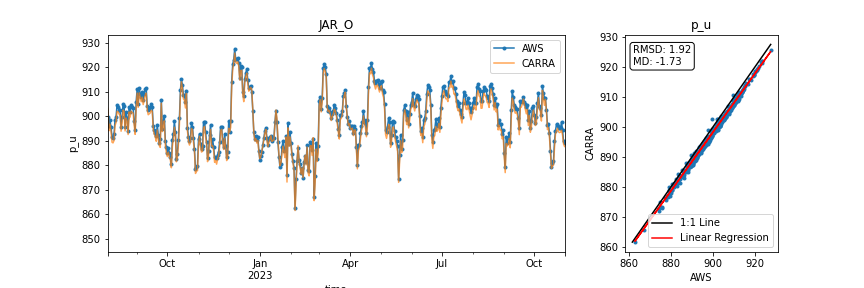 JAR_O
930
920
910
900
890
880
870
860
850
p_u
AWS
CARRA
Oct
Jan
2023
Apr
Jul
Oct
p_u
930
920
910
900
890
880
870
860
CARRA
RMSD: 1.92
MD: -1.73
1:1 Line
Linear Regression
860
880
900
920
AWS